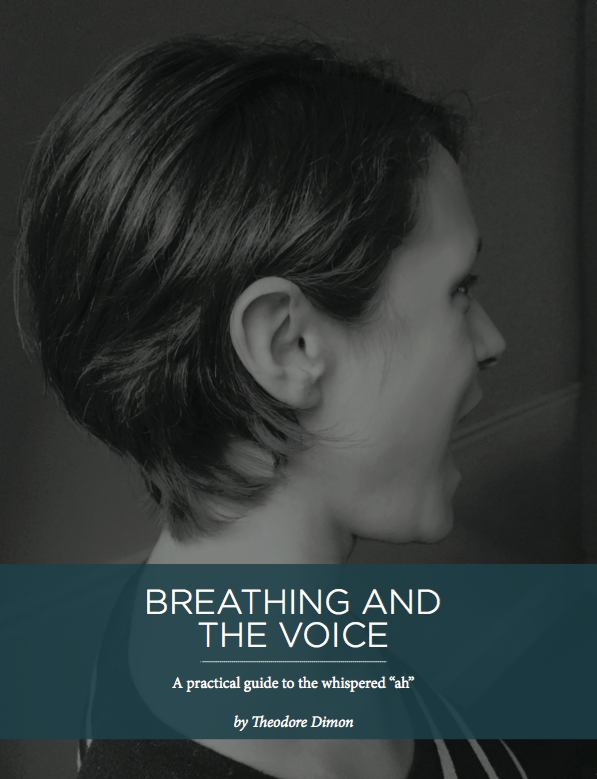 BREATHING AND
THE VOICE
A practical guide to the whispered “ah”
by Theodore Dimon